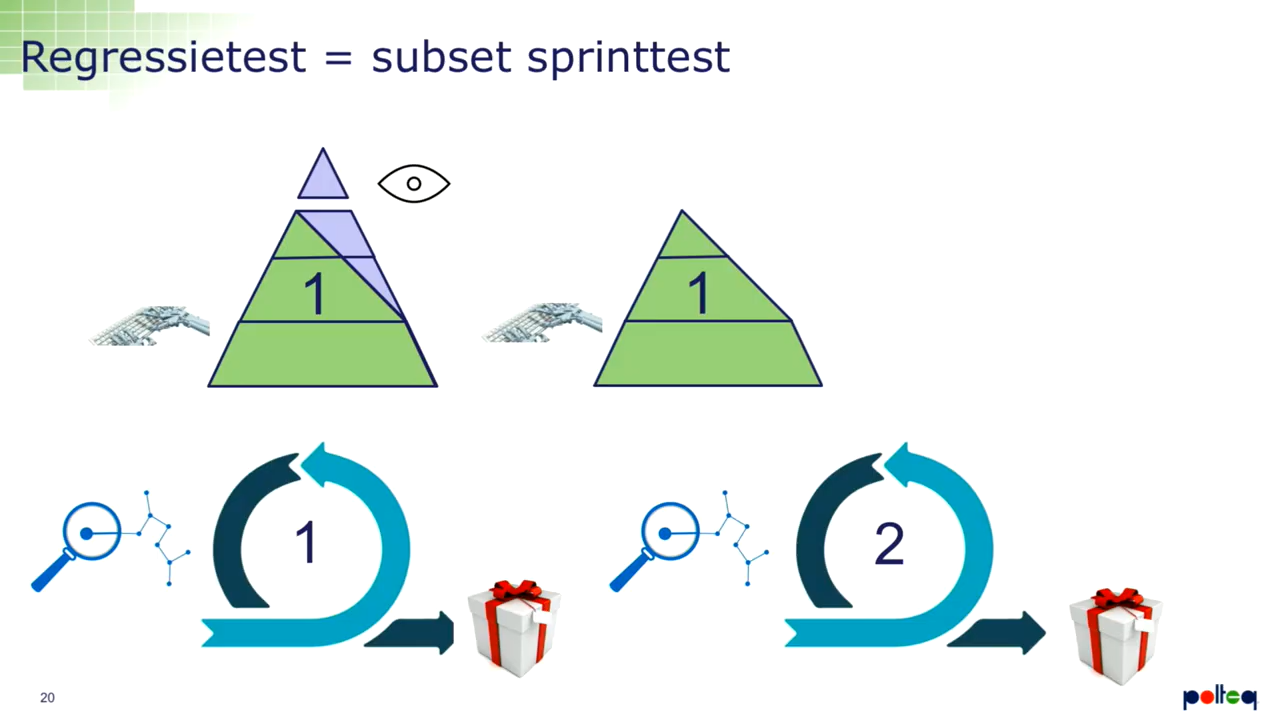 Regressietest = subset sprinttest
1
1
1
2
20
polteq